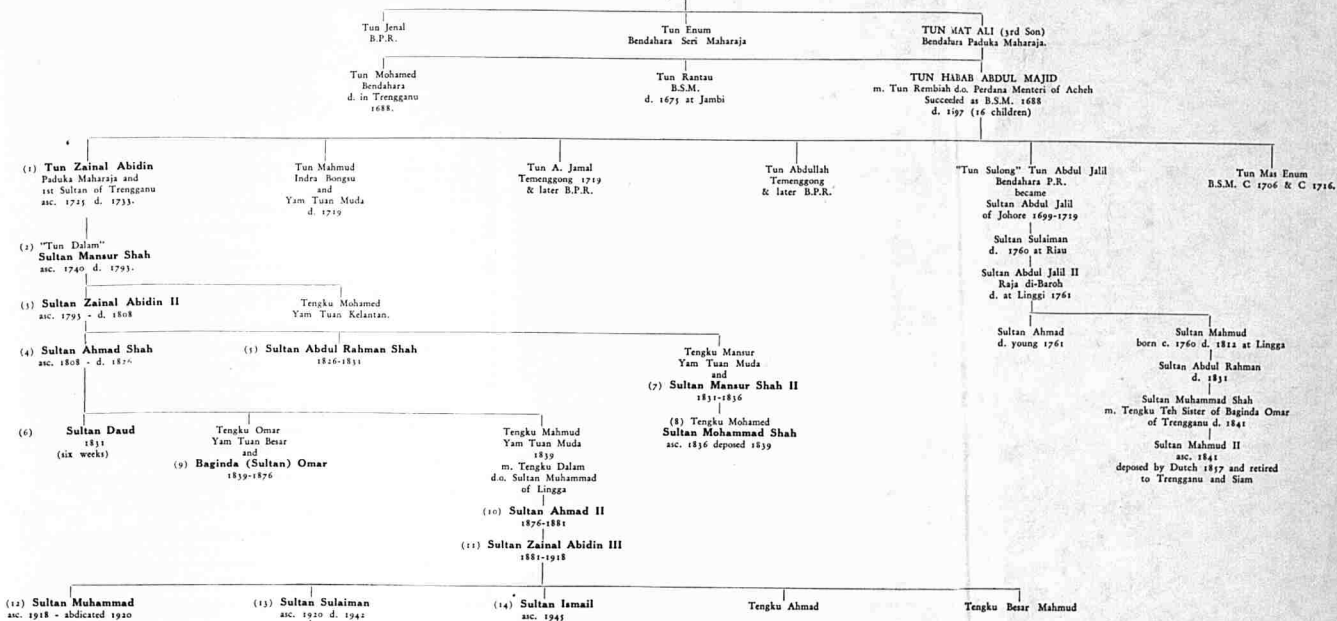 Tun Jenal
B.P.R.
Tun Enum
Bendahara Seri Maharaja
TUN MAT ALI (3rd Son)
Bendahara Paduka Maharaja.
Tun Mohamed
Bendahara
d. in Trengganu
1688.
Tun Rantau
B.S.M.
d. 1675 at Jambi
TUN HABAB ABDUL MAJID
m. Tun Rembiah d.o. Perdana Menteri of Acheh
Succeeded as B.S.M. 1688
d. 1697 (16 children)
(1) Tun Zainal Abidin
Paduka Maharaja and
1st Sultan of Trengganu
asc. 1725 d. 1733.
Tun Mahmud
Indra Bongsu
and
Yam Tuan Muda
d. 1719
Tun A. Jamal
Temenggong 1719
& later B.P.R.
Tun Abdullah
Temenggong
& later B.P.R.
"Tun Sulong" Tun Abdul Jalil
Bendahara P.R.
became
Sultan Abdul Jalil
of Johore 1699-1719
Tun Mas Enum
B.S.M. C 1706 & C 1716.
(2) "Tun Dalam"
Sultan Mansur Shah
asc. 1740 d. 1793.
Sultan Sulaiman
d. 1760 at Riau
Sultan Abdul Jalil II
Raja di-Baroh
d. at Linggi 1761
(3) Sultan Zainal Abidin II
asc. 1793 - d. 1808
Tengku Mohamed
Yam Tuan Kelantan.
Sultan Ahmad
d. young 1761
Sultan Mahmud
born c. 1760 d. 1812 at Lingga
(4) Sultan Ahmad Shah
asc. 1808 - d. 1826
(5) Sultan Abdul Rahman Shah
1826-1831
Tengku Mansur
Yam Tuan Muda
and
(7) Sultan Mansur Shah II
1831-1836
Sultan Abdul Rahman
d. 1831
Sultan Muhammad Shah
m. Tengku Teh Sister of Baginda Omar
of Trengganu d. 1841
(6) Sultan Daud
1831
(six weeks)
Tengku Omar
Yam Tuan Besar
and
(9) Baginda (Sultan) Omar
1839-1876
Tengku Mahmud
Yam Tuan Muda
1839
m. Tengku Dalam
d.o. Sultan Muhammad
of Lingga
(8) Tengku Mohamed
Sultan Mohammad Shah
asc. 1836 deposed 1839
Sultan Mahmud II
asc. 1841
deposed by Dutch 1857 and retired
to Trengganu and Siam
(10) Sultan Ahmad II
1876-1881
(11) Sultan Zainal Abidin III
1881-1918
(12) Sultan Muhammad
asc. 1918 - abdicated 1920
(13) Sultan Sulaiman
asc. 1920 d. 1942
(14) Sultan Ismail
asc. 1945
Tengku Ahmad
Tengku Besar Mahmud